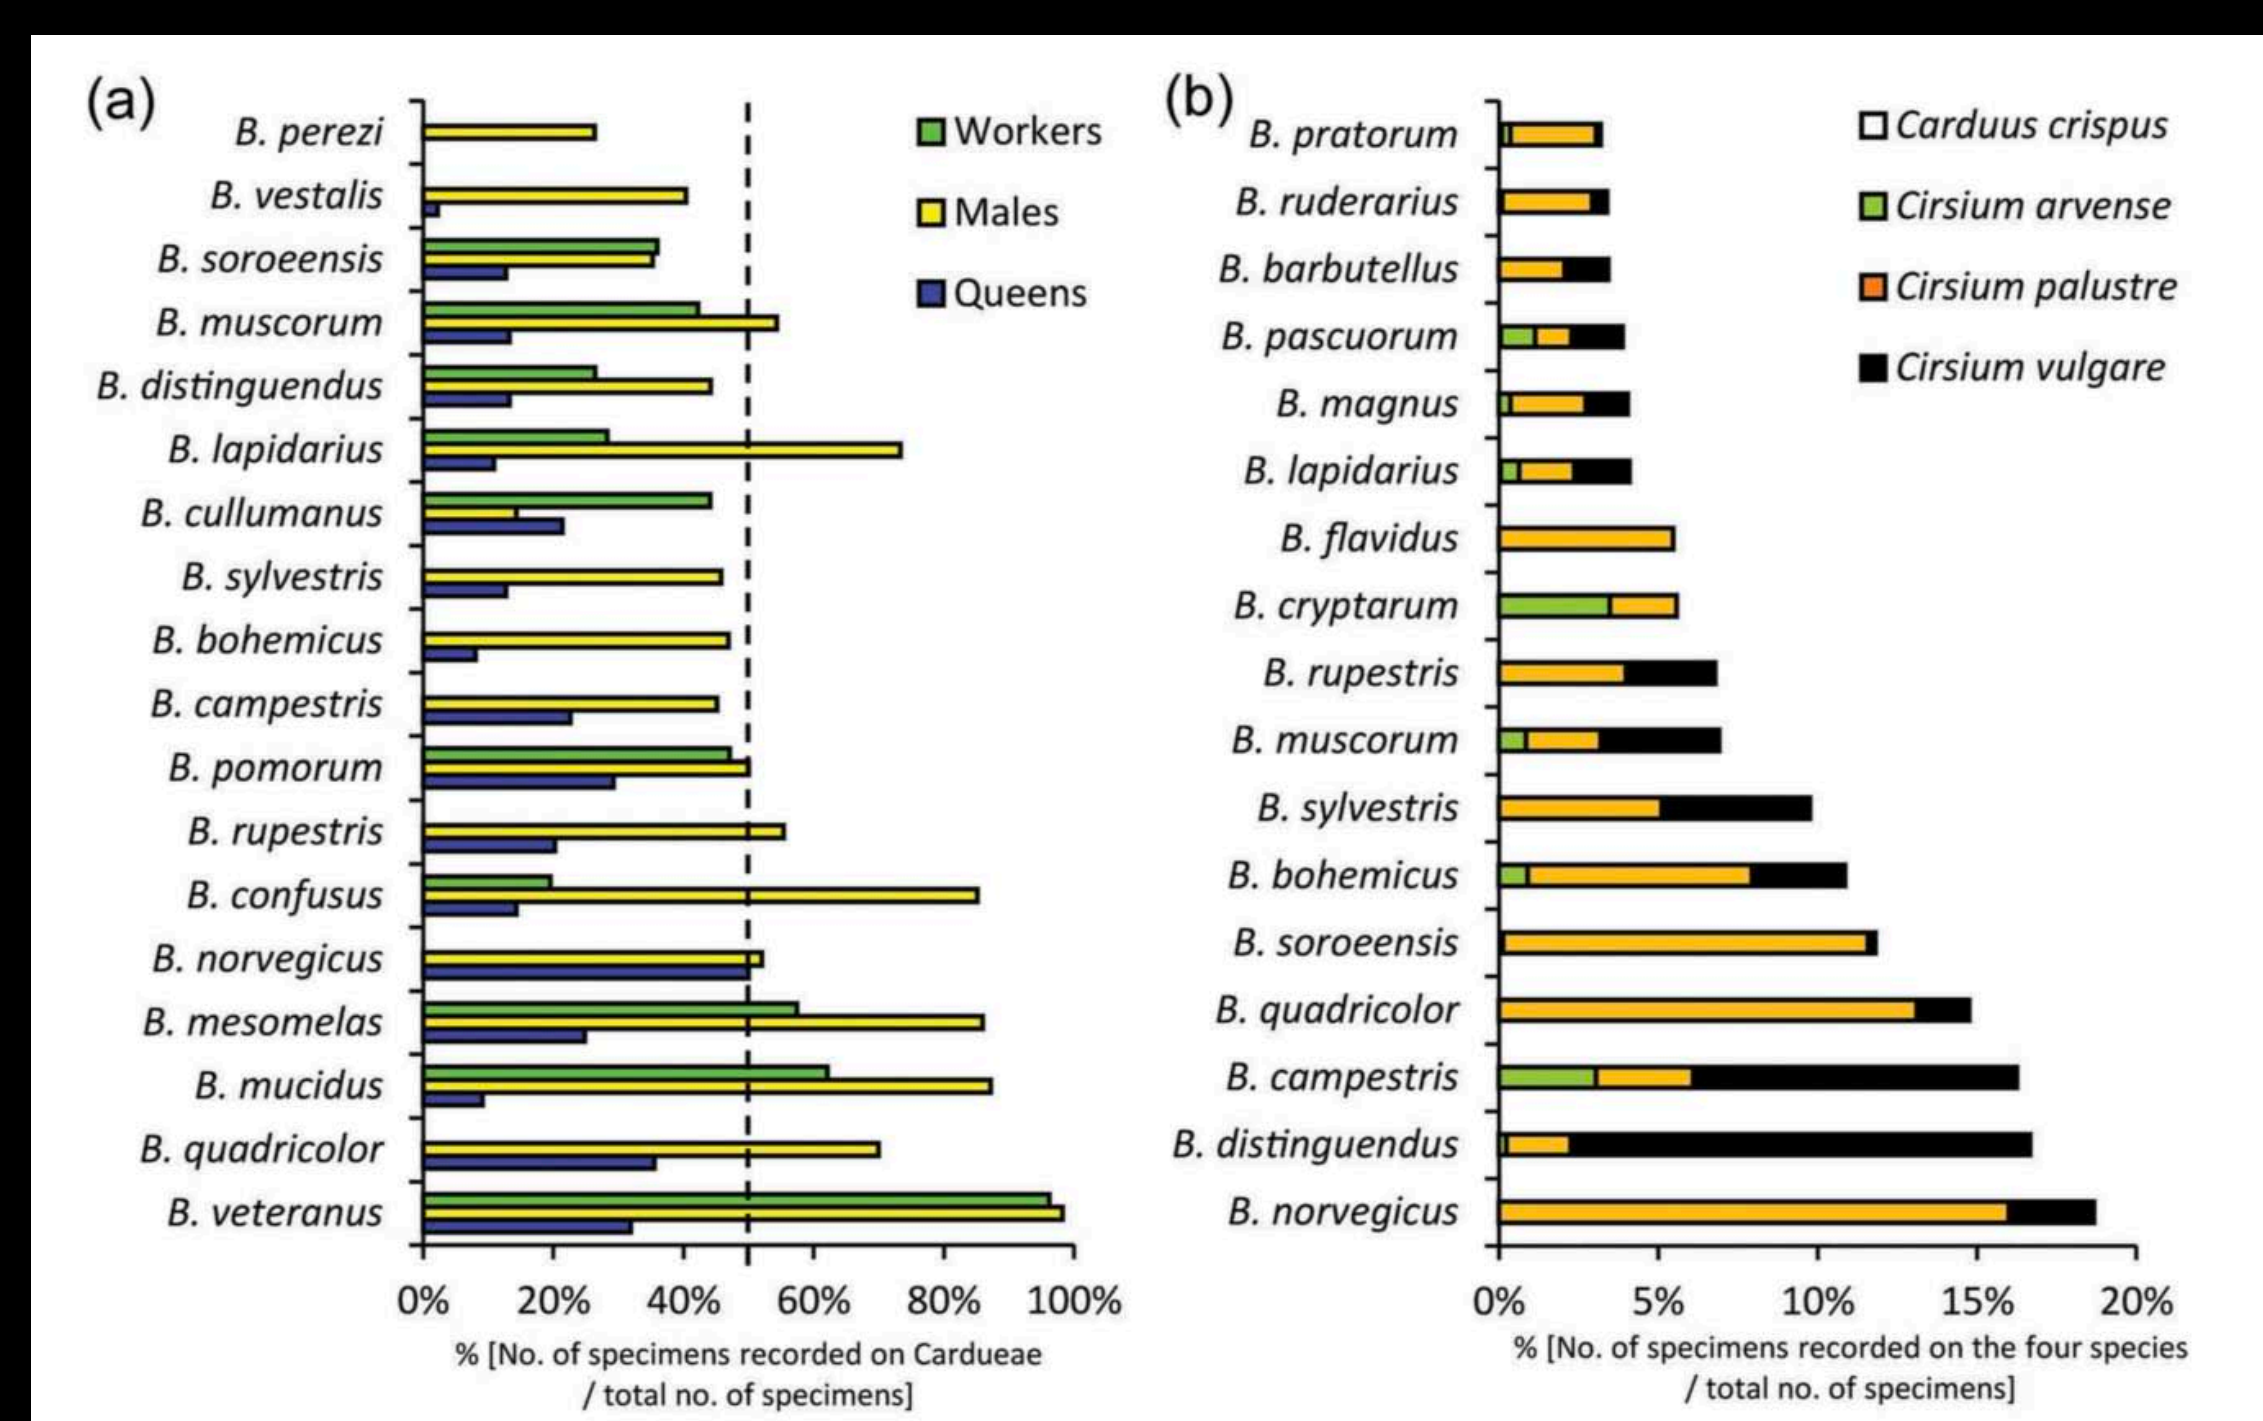 (a)
B. perezi
B. vestalis
B. soroeensis
B. muscorum
B. distinguendus
B. lapidarius
B. cullumanus
B. sylvestris
B. bohemicus
B. campestris
B. pomorum
B. rupestris
B. confusus
B. norvegicus
B. mesomelas
B. mucidus
B. quadricolor
B. veteranus
Workers
Males
Queens
0% 20% 40% 60% 80% 100%
% [No. of specimens recorded on Cardueae
/ total no. of specimens]
(b)
B. pratorum
B. ruderarius
B. barbutellus
B. pascuorum
B. magnus
B. lapidarius
B. flavidus
B. cryptarum
B. rupestris
B. muscorum
B. sylvestris
B. bohemicus
B. soroeensis
B. quadricolor
B. campestris
B. distinguendus
B. norvegicus
Carduus crispus
Cirsium arvense
Cirsium palustre
Cirsium vulgare
0% 5% 10% 15% 20%
% [No. of specimens recorded on the four species
/ total no. of specimens]